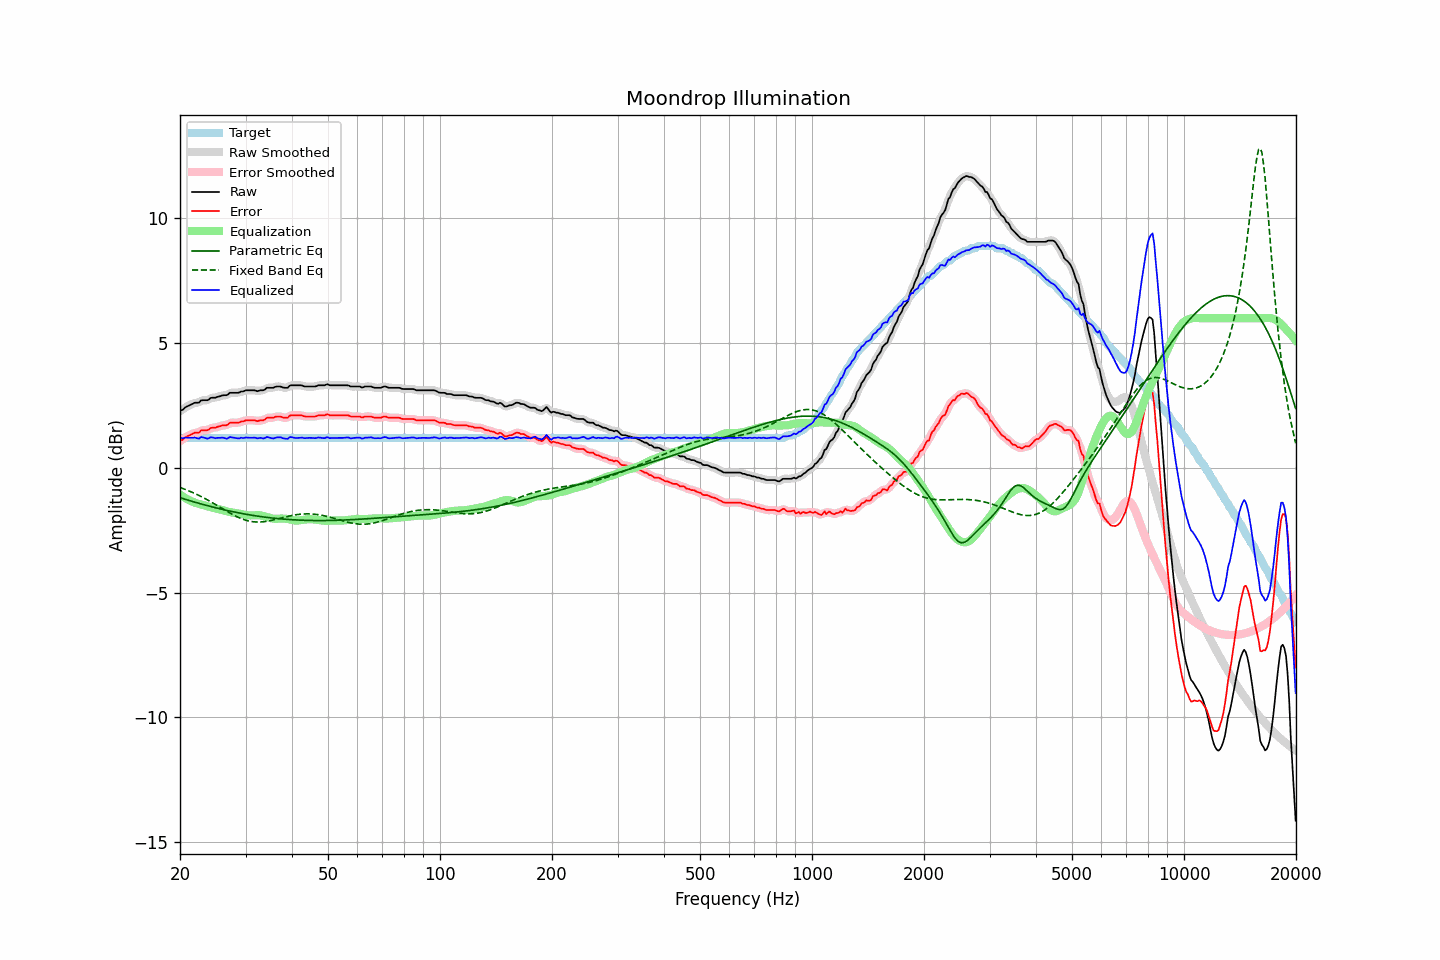 Moondrop Illumination
Target
Raw Smoothed
Error Smoothed
Raw
Error
Equalization
Parametric Eq
Fixed Band Eq
Equalized
Amplitude (dBr)
10
5
0
−5
−10
−15
20 50 100 200 500 1000 2000 5000 10000 20000
Frequency (Hz)